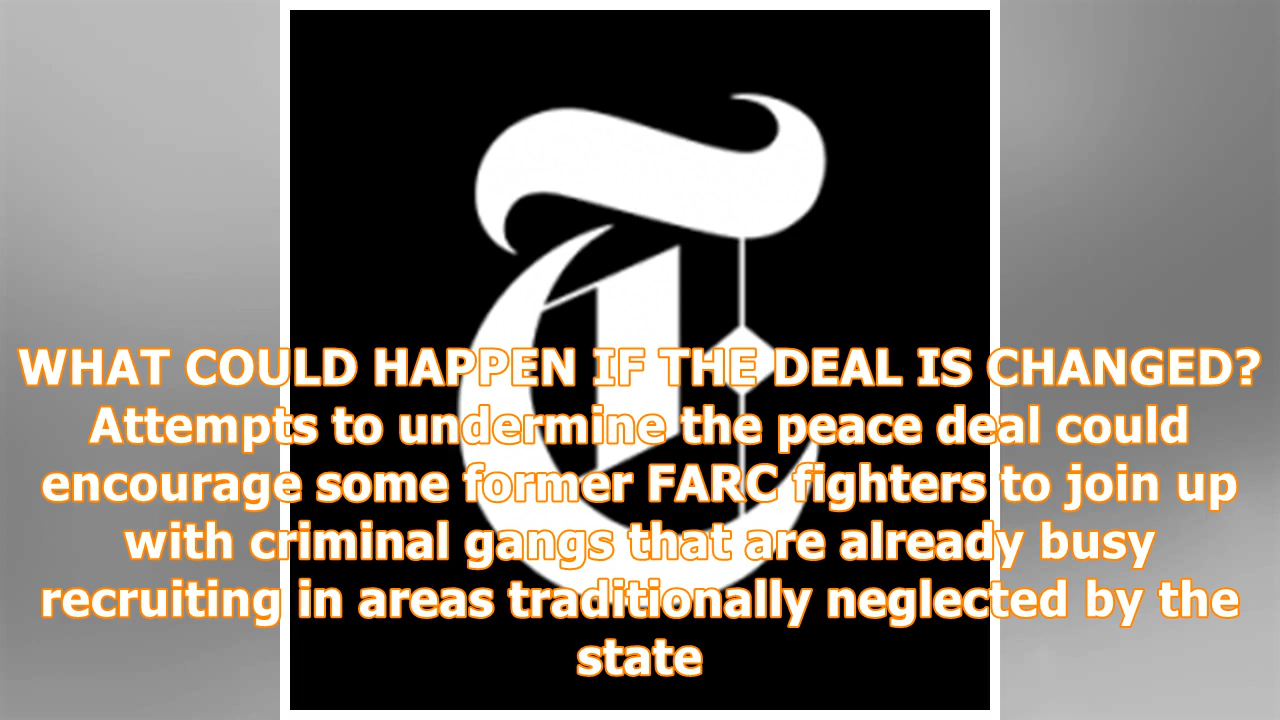 WHAT COULD HAPPEN IF THE DEAL IS CHANGED?
Attempts to undermine the peace deal could
encourage some former FARC fighters to join up
with criminal gangs that are already busy
recruiting in areas traditionally neglected by the
state